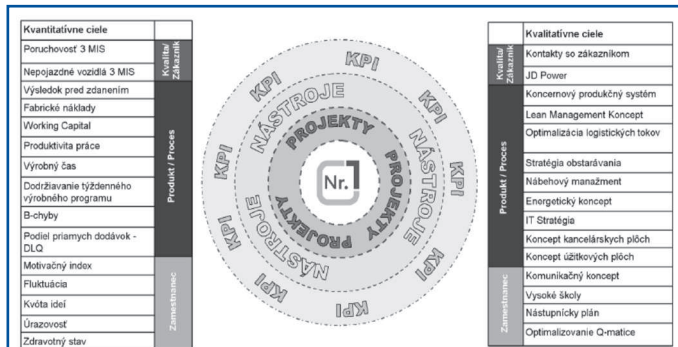 Kvantitatívne ciele
Poruchovosť 3 MIS
Nepojazdné vozidlá 3 MIS
Výsledok pred zdanením
Fabrické náklady
Working Capital
Produktivita práce
Výrobný čas
Dodržiavanie týždenného
výrobného programu
B-chyby
Podiel priamych dodávok -
DLQ
Motivačný index
Fluktuácia
Kvóta ideí
Úrazovosť
Zdravotný stav
Kvalita/
Zákazník
Produkt / Proces
Zamestnanec
KPI
KPI
KPI
KPI
KPI
KPI
KPI
KPI
KPI
KPI
NÁSTROJE
NÁSTROJE
NÁSTROJE
PROJEKTY
PROJEKTY
PROJEKTY
Nr.1
Kvalita/
Zákazník
Produkt / Proces
Zamestnanec
Kvalitatívne ciele
Kontakty so zákazníkom
JD Power
Koncernový produkčný systém
Lean Management Koncept
Optimalizácia logistických tokov
Stratégia obstarávania
Nábehový manažment
Energetický koncept
IT Stratégia
Koncept kancelárskych plôch
Koncept úžitkových plôch
Komunikačný koncept
Vysoké školy
Nástupnícky plán
Optimalizovanie Q-matice